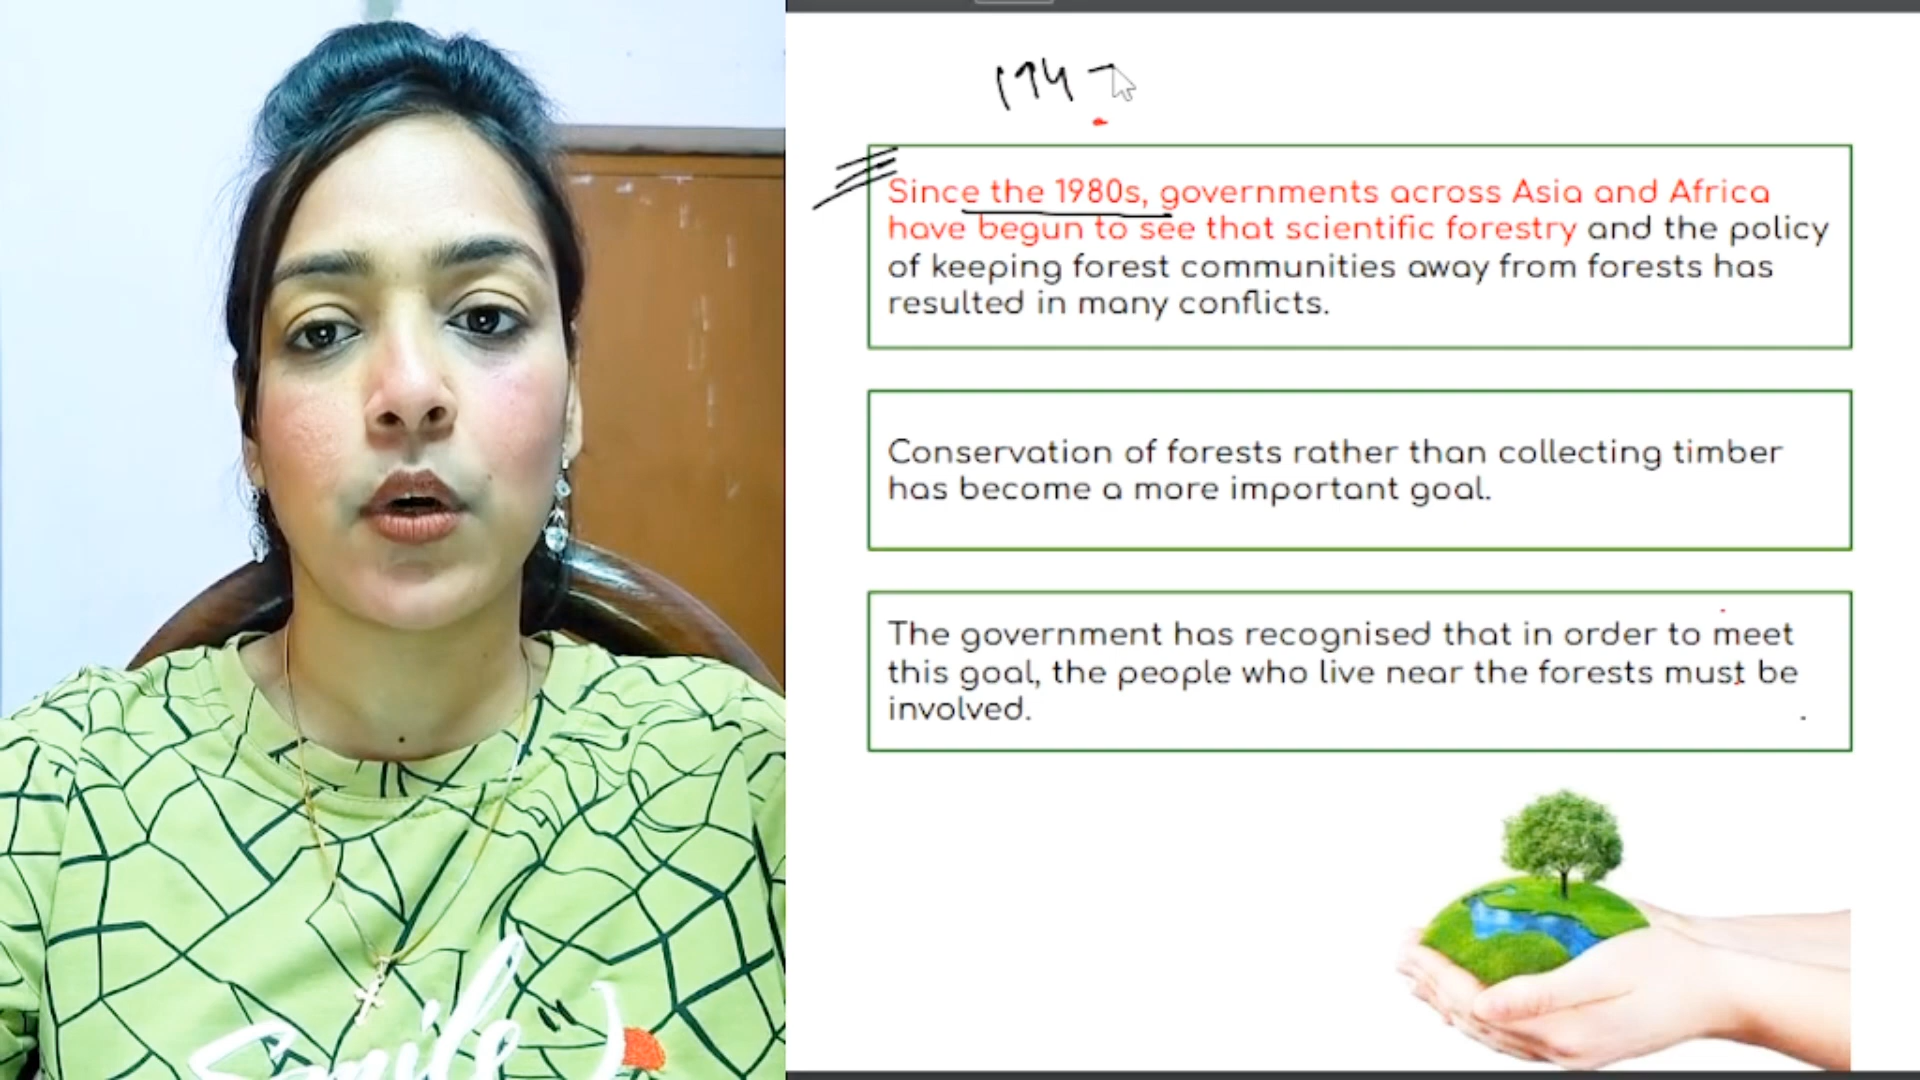 194
Since the 1980s, governments across Asia and Africa
have begun to see that scientific forestry and the policy
of keeping forest communities away from forests has
resulted in many conflicts.
Conservation of forests rather than collecting timber
has become a more important goal.
The government has recognised that in order to meet
this goal, the people who live near the forests must be
involved.
Smile